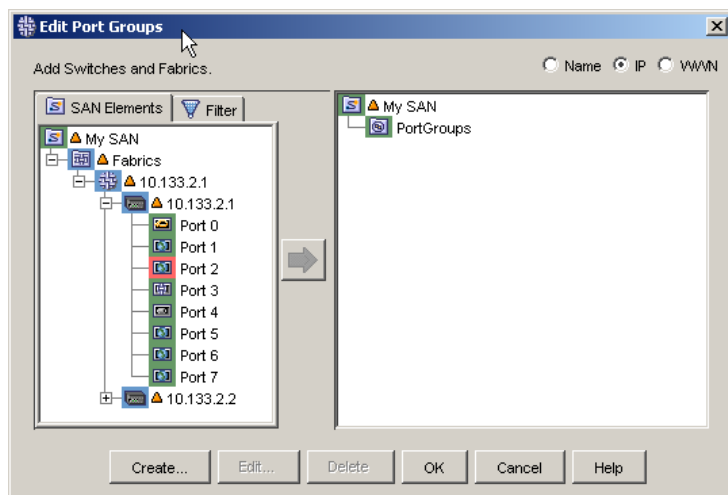 Edit Port Groups
Add Switches and Fabrics.
Name IP WWN
SAN Elements Filter
My SAN
Fabrics
10.133.2.1
10.133.2.1
Port 0
Port 1
Port 2
Port 3
Port 4
Port 5
Port 6
Port 7
10.133.2.2
My SAN
PortGroups
Create... Edit... Delete OK Cancel Help